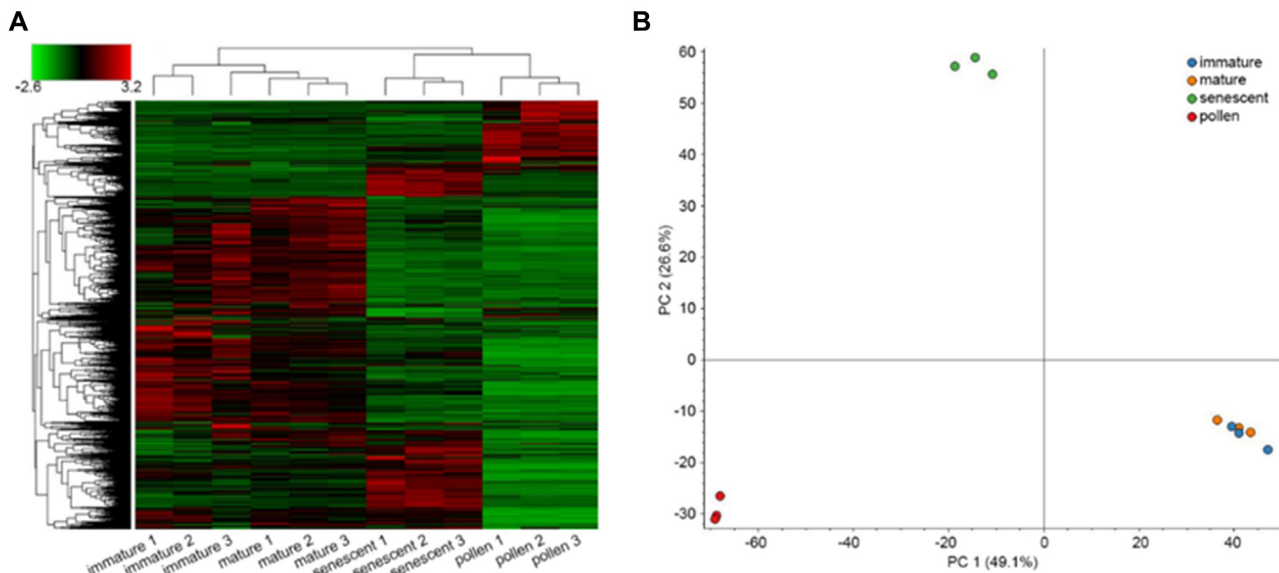 A
-2.6 3.2
immature 1
immature 2
immature 3
mature 1
mature 2
mature 3
senescent 1
senescent 2
senescent 3
pollen 1
pollen 2
pollen 3
B
immature
mature
senescent
pollen
60
50
40
30
20
10
0
-10
-20
-30
PC 2 (26.6%)
-60 -40 -20 0 20 40
PC 1 (49.1%)